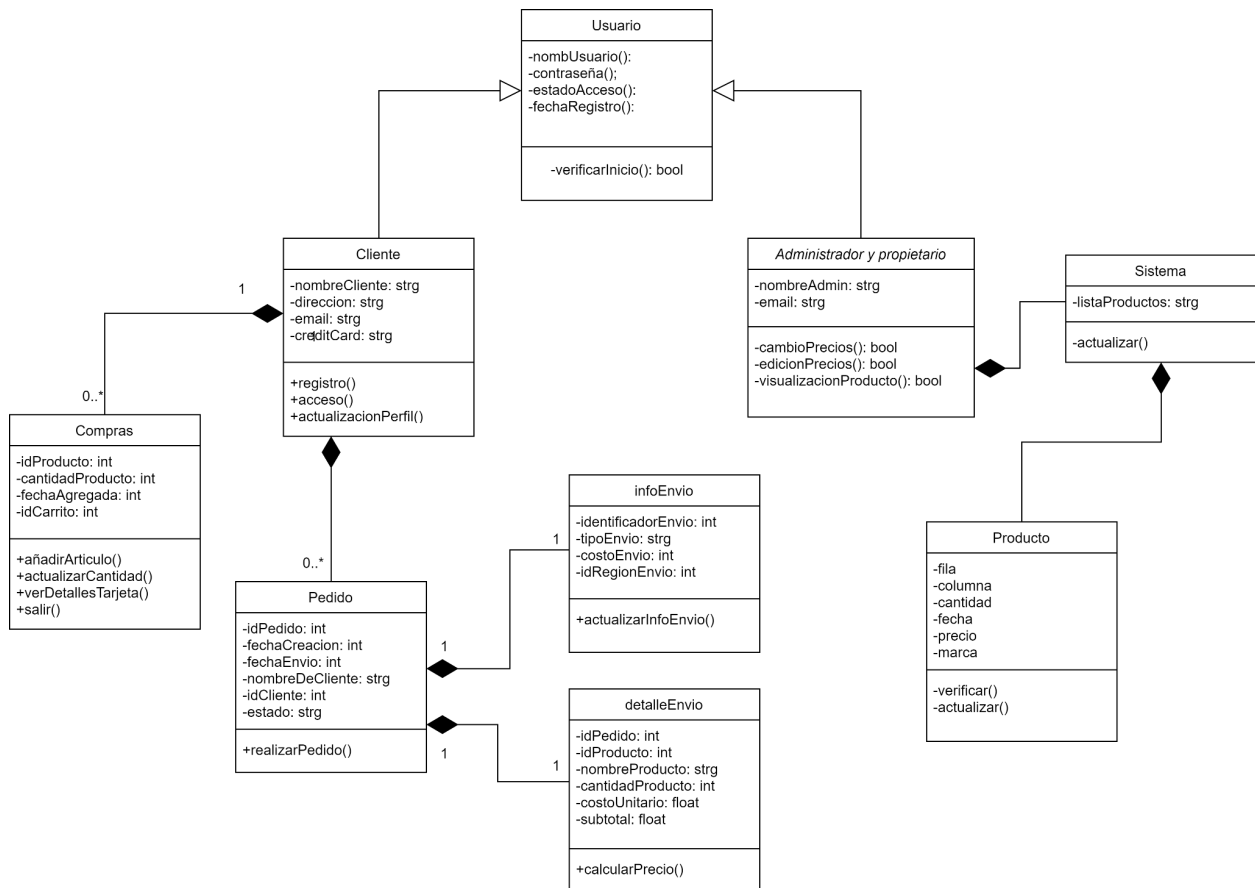 Usuario
-nombUsuario():
-contraseña();
-estadoAcceso():
-fechaRegistro():
-verificarInicio(): bool
Cliente
-nombreCliente: strg
-direccion: strg
-email: strg
-creditCard: strg
1
+registro()
+acceso()
+actualizacionPerfil()
Administrador y propietario
-nombreAdmin: strg
-email: strg
-cambioPrecios(): bool
-edicionPrecios(): bool
-visualizacionProducto(): bool
Sistema
-listaProductos: strg
-actualizar()
1
0..*
Compras
-idProducto: int
-cantidadProducto: int
-fechaAgregada: int
-idCarrito: int
+añadirArticulo()
+actualizarCantidad()
+verDetallesTarjeta()
+salir()
0..*
Pedido
-idPedido: int
-fechaCreacion: int
-fechaEnvio: int
-nombreDeCliente: strg
-idCliente: int
-estado: strg
+realizarPedido()
1
1
infoEnvio
-identificadorEnvio: int
-tipoEnvio: strg
-costoEnvio: int
-idRegionEnvio: int
+actualizarInfoEnvio()
1
1
detalleEnvio
-idPedido: int
-idProducto: int
-nombreProducto: strg
-cantidadProducto: int
-costoUnitario: float
-subtotal: float
+calcularPrecio()
Producto
-fila
-columna
-cantidad
-fecha
-precio
-marca
-verificar()
-actualizar()